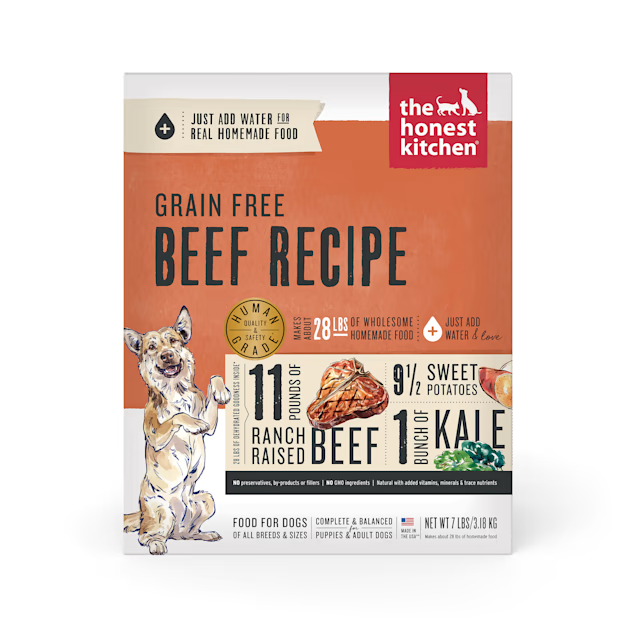 JUST ADD WATER FOR
REAL HOMEMADE FOOD
the
honest
kitchen®
GRAIN FREE
BEEF RECIPE
HUMAN
QUALITY
& SAFETY
GRADE
MAKES
ABOUT
28 LBS
OF WHOLESOME
HOMEMADE FOOD
JUST ADD
WATER & love
28 LBS OF DEHYDRATED GOODNESS INSIDE*
11
POUNDS OF
RANCH
RAISED
BEEF
9 1/2 SWEET
POTATOES
1
BUNCH OF
KALE
NO preservatives, by-products or fillers | NO GMO ingredients | Natural with added vitamins, minerals & trace nutrients
FOOD FOR DOGS
OF ALL BREEDS & SIZES
COMPLETE & BALANCED
for
PUPPIES & ADULT DOGS
MADE IN
THE USA
NET WT 7 LBS/3.18 KG
Makes about 28 lbs of homemade food